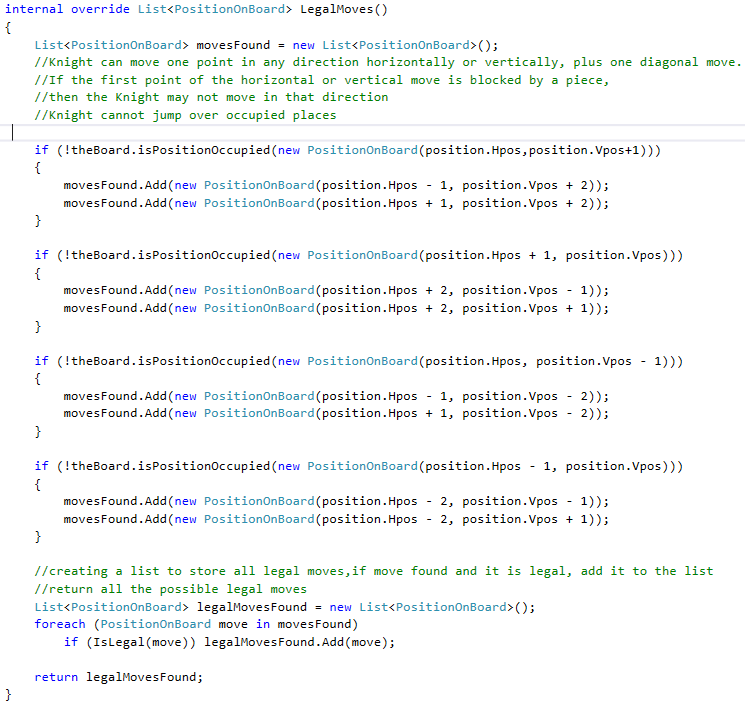 internal override List<PositionOnBoard> LegalMoves()
{
    List<PositionOnBoard> movesFound = new List<PositionOnBoard>();
    //Knight can move one point in any direction horizontally or vertically, plus one diagonal move.
    //If the first point of the horizontal or vertical move is blocked by a piece,
    //then the Knight may not move in that direction
    //Knight cannot jump over occupied places

    if (!theBoard.isPositionOccupied(new PositionOnBoard(position.Hpos,position.Vpos+1)))
    {
        movesFound.Add(new PositionOnBoard(position.Hpos - 1, position.Vpos + 2));
        movesFound.Add(new PositionOnBoard(position.Hpos + 1, position.Vpos + 2));
    }

    if (!theBoard.isPositionOccupied(new PositionOnBoard(position.Hpos + 1, position.Vpos)))
    {
        movesFound.Add(new PositionOnBoard(position.Hpos + 2, position.Vpos - 1));
        movesFound.Add(new PositionOnBoard(position.Hpos + 2, position.Vpos + 1));
    }

    if (!theBoard.isPositionOccupied(new PositionOnBoard(position.Hpos, position.Vpos - 1)))
    {
        movesFound.Add(new PositionOnBoard(position.Hpos - 1, position.Vpos - 2));
        movesFound.Add(new PositionOnBoard(position.Hpos + 1, position.Vpos - 2));
    }

    if (!theBoard.isPositionOccupied(new PositionOnBoard(position.Hpos - 1, position.Vpos)))
    {
        movesFound.Add(new PositionOnBoard(position.Hpos - 2, position.Vpos - 1));
        movesFound.Add(new PositionOnBoard(position.Hpos - 2, position.Vpos + 1));
    }

    //creating a list to store all legal moves,if move found and it is legal, add it to the list
    //return all the possible legal moves
    List<PositionOnBoard> legalMovesFound = new List<PositionOnBoard>();
    foreach (PositionOnBoard move in movesFound)
        if (IsLegal(move)) legalMovesFound.Add(move);

    return legalMovesFound;
}